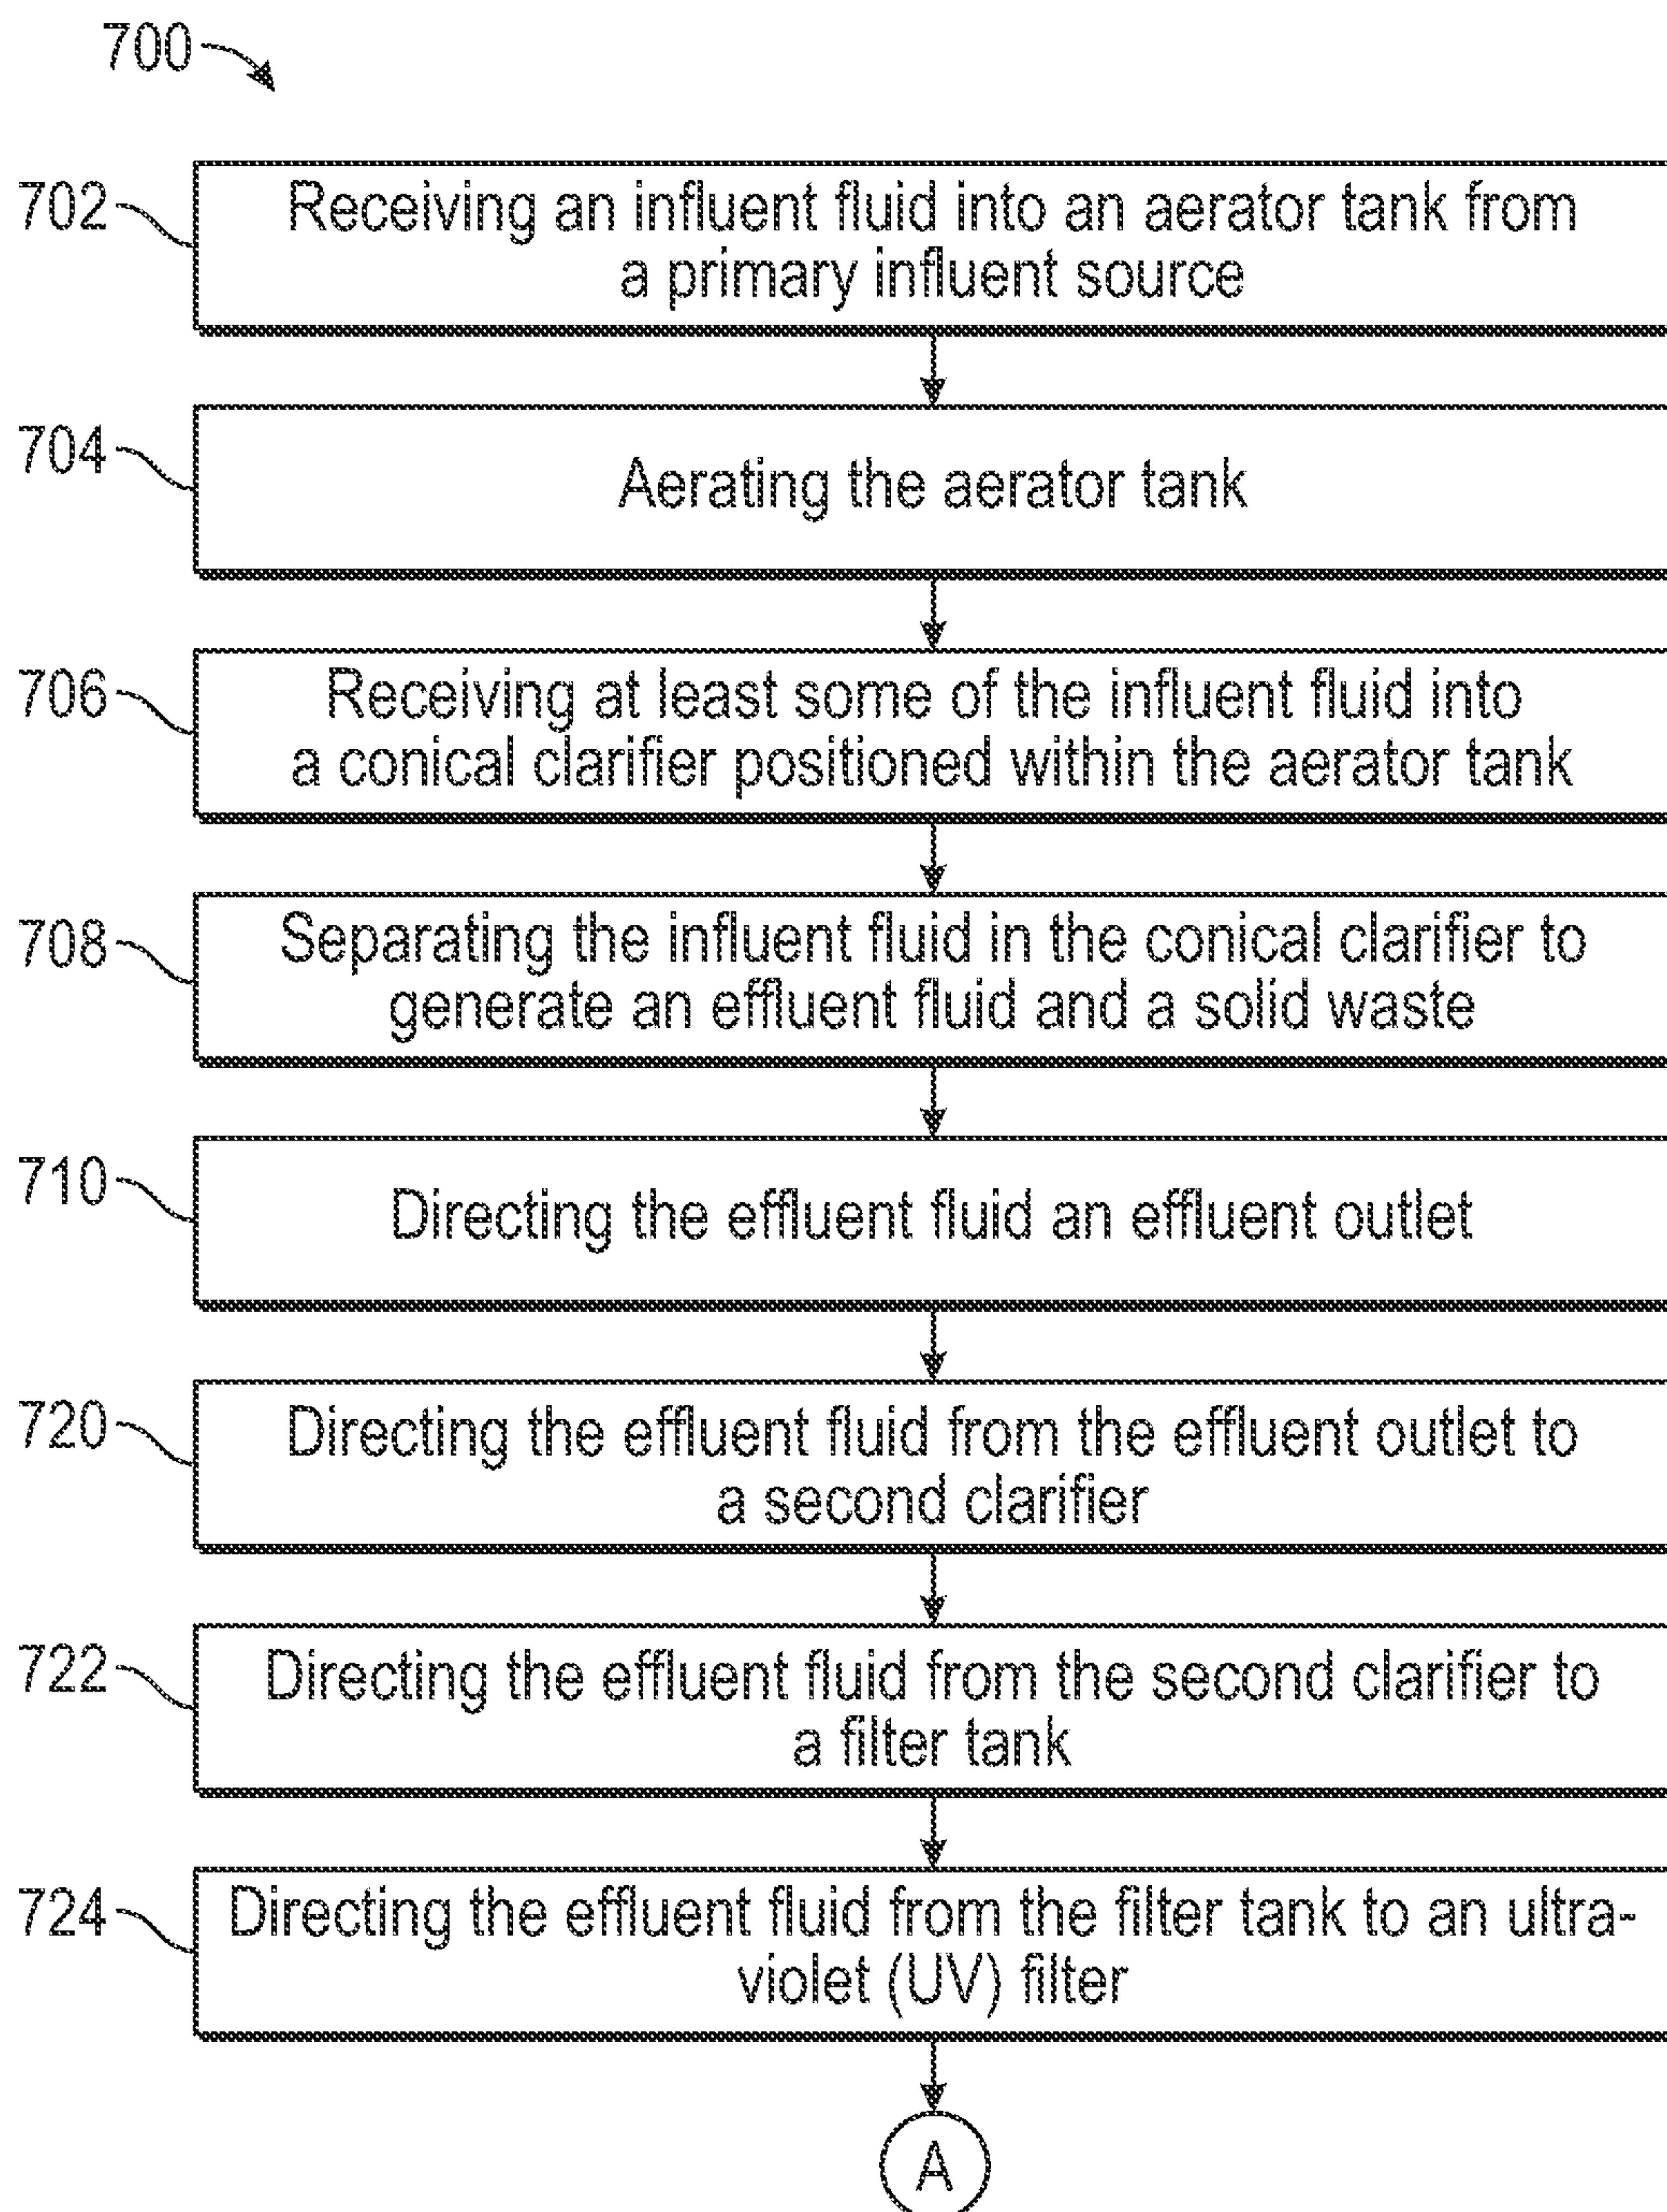 700
702
Receiving an influent fluid into an aerator tank from
a primary influent source
704
Aerating the aerator tank
706
Receiving at least some of the influent fluid into
a conical clarifier positioned within the aerator tank
708
Separating the influent fluid in the conical clarifier to
generate an effluent fluid and a solid waste
710
Directing the effluent fluid an effluent outlet
720
Directing the effluent fluid from the effluent outlet to
a second clarifier
722
Directing the effluent fluid from the second clarifier to
a filter tank
724
Directing the effluent fluid from the filter tank to an ultra-
violet (UV) filter
A